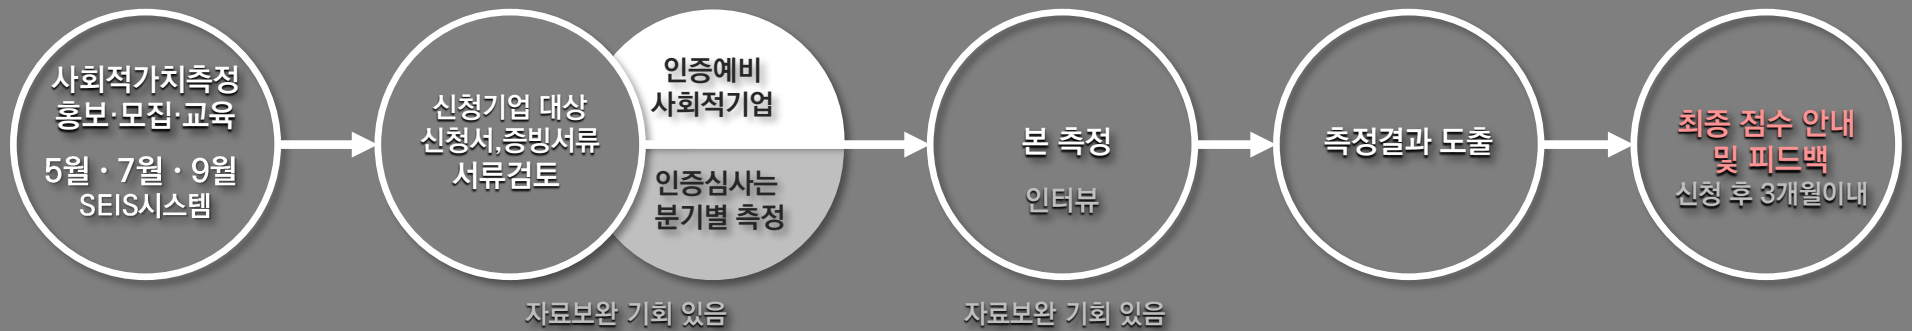 사회적가치측정
홍보·모집·교육
5월·7월·9월
SEIS시스템
신청기업 대상
신청서,증빙서류
서류검토
인증예비
사회적기업
인증심사는
분기별 측정
자료보완 기회 있음
본 측정
인터뷰
자료보완 기회 있음
측정결과 도출
최종 점수 안내
및 피드백
신청 후 3개월이내